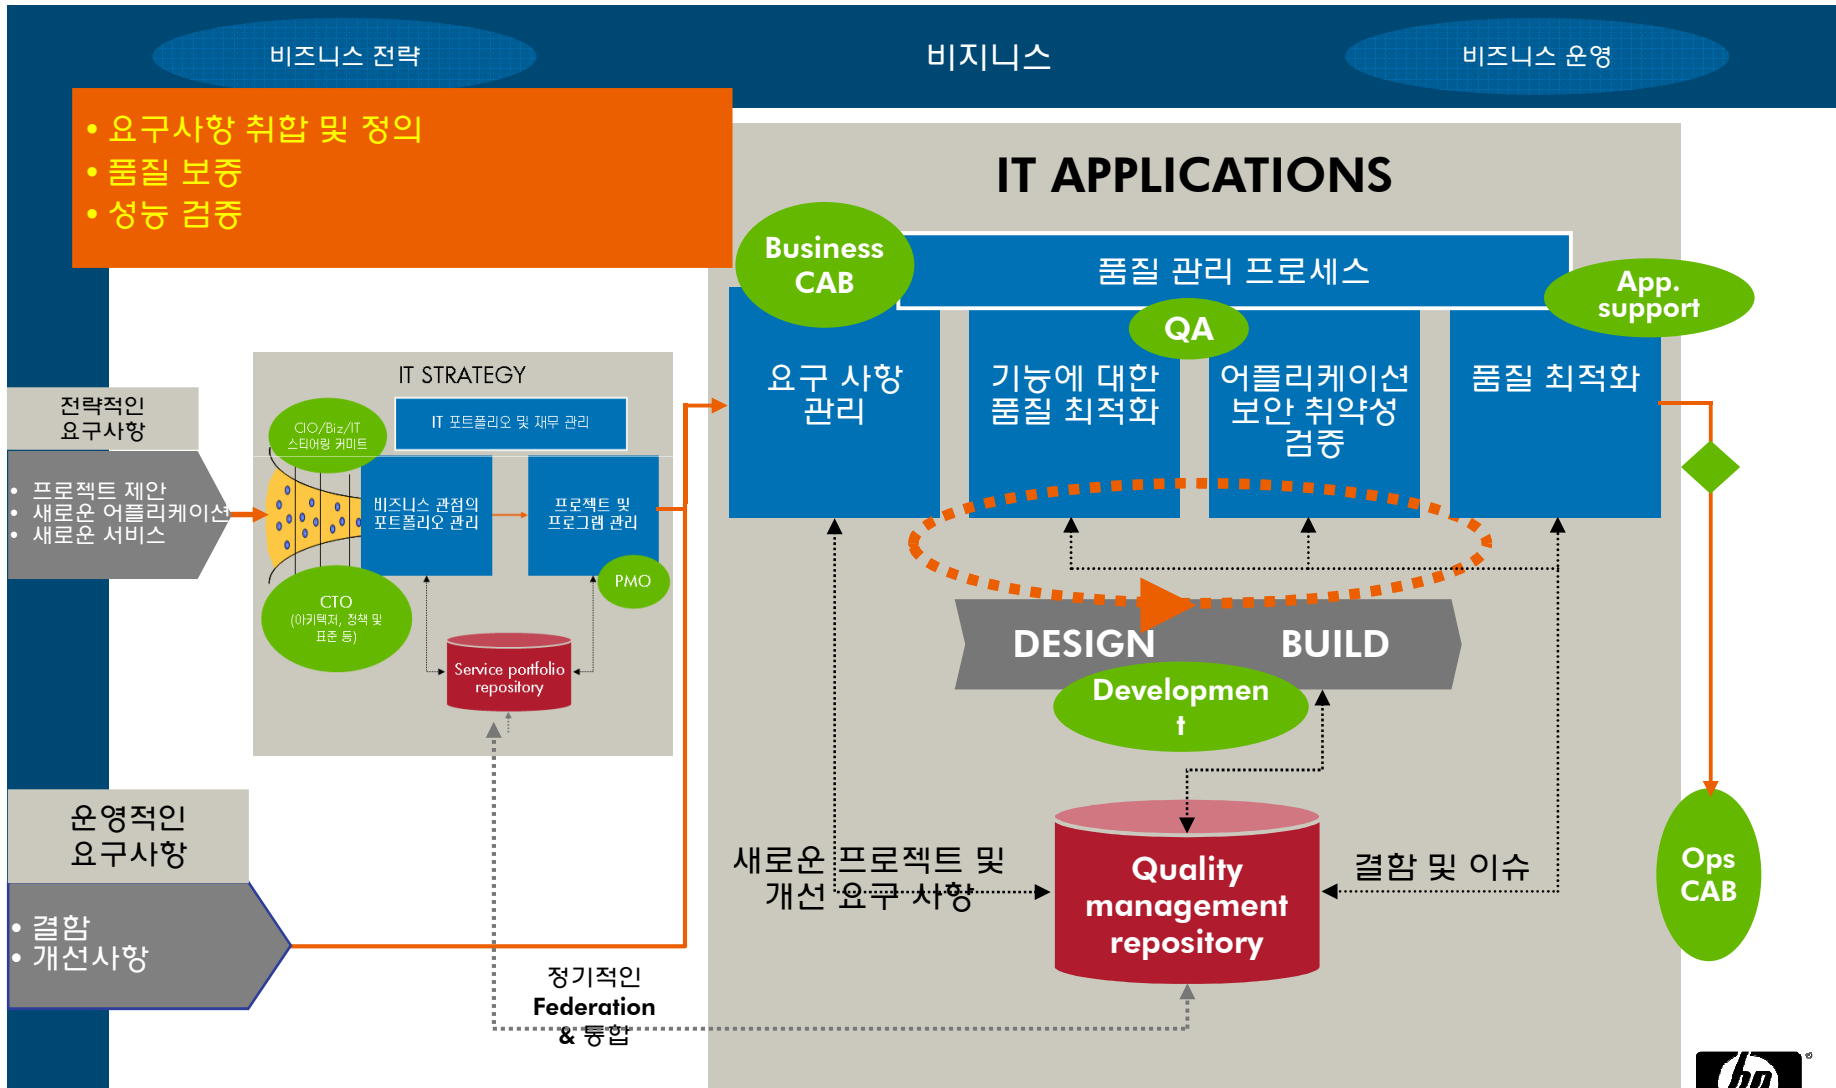 비즈니스 전략
비지니스
비즈니스 운영
• 요구사항 취합 및 정의
• 품질 보증
• 성능 검증
IT APPLICATIONS
Business
CAB
품질 관리 프로세스
App.
support
QA
요구 사항
관리
기능에 대한
품질 최적화
어플리케이션
보안 취약성
검증
품질 최적화
IT STRATEGY
IT 포트폴리오 및 재무 관리
CIO/Biz/IT
스티어링 커미트
전략적인
요구사항
• 프로젝트 제안
• 새로운 어플리케이션
• 새로운 서비스
비즈니스 관점의
포트폴리오 관리
프로젝트 및
프로그램 관리
PMO
CTO
(아키텍처, 정책 및
표준 등)
Service portfolio
repository
DESIGN
BUILD
Developmen
t
운영적인
요구사항
• 결함
• 개선사항
새로운 프로젝트 및
개선 요구 사항
Quality
management
repository
결함 및 이슈
Ops
CAB
정기적인
Federation
& 통합
hp